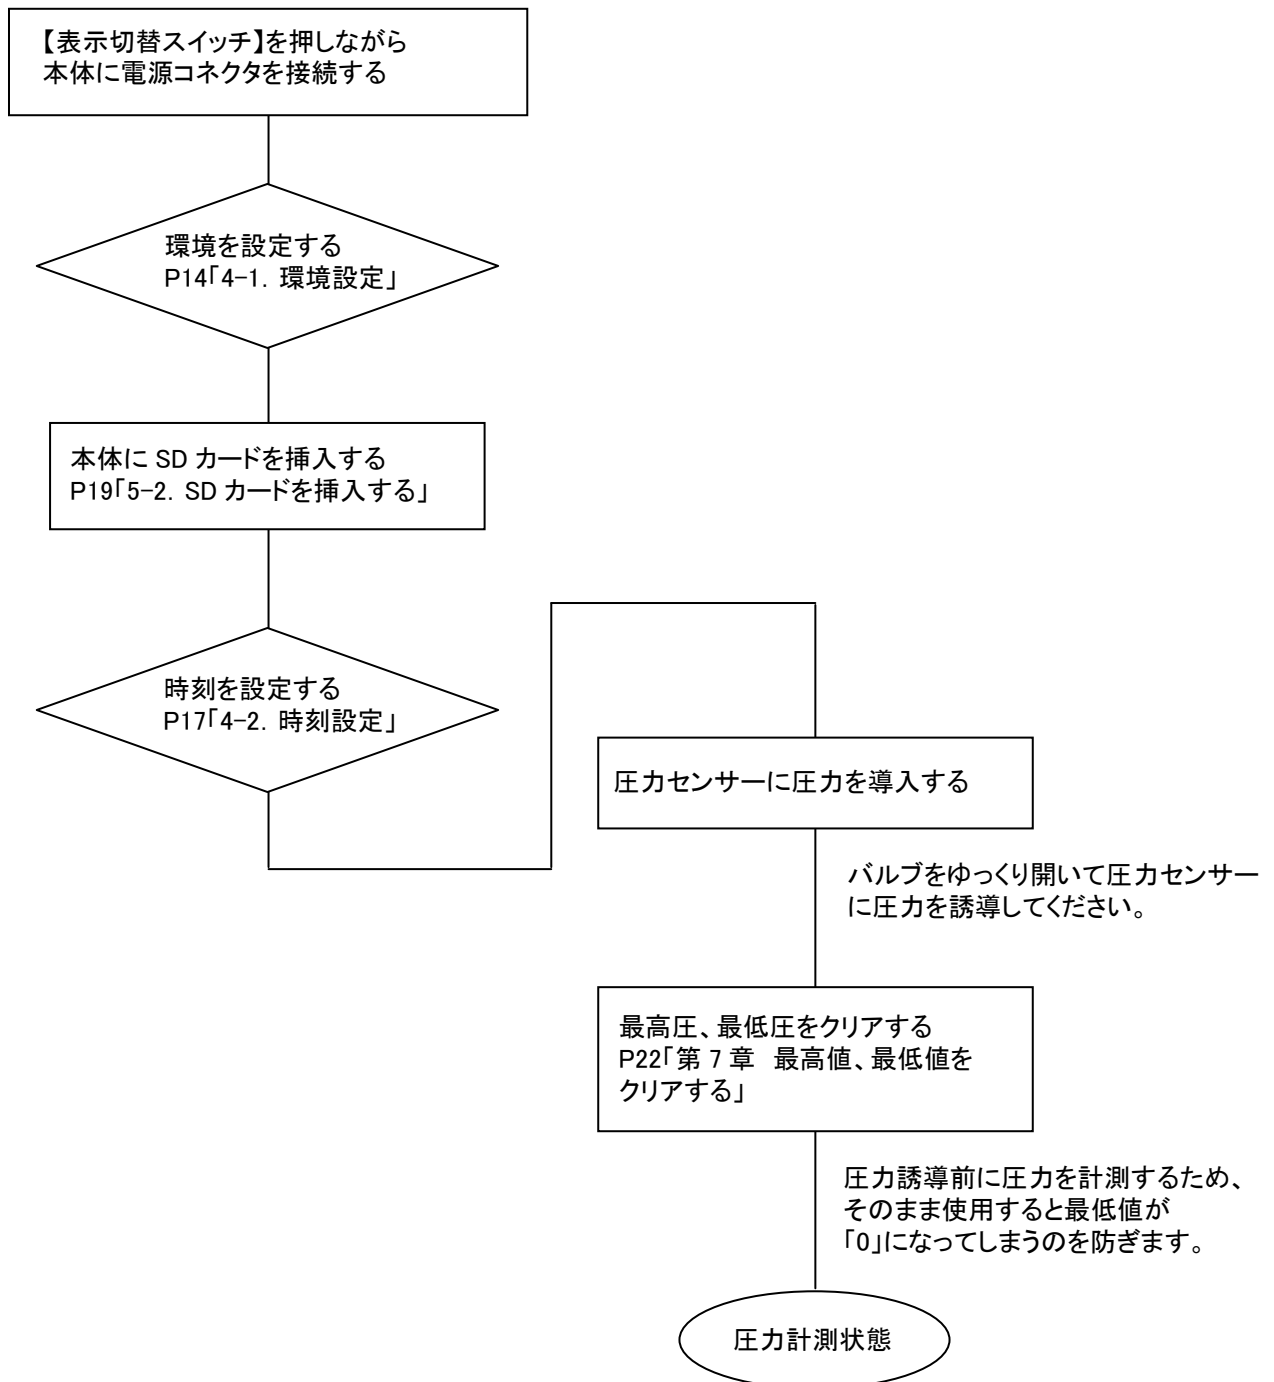 【表示切替スイッチ】を押しながら
本体に電源コネクタを接続する
環境を設定する
P14「4-1. 環境設定」
本体に SD カードを挿入する
P19「5-2. SD カードを挿入する」
時刻を設定する
P17「4-2. 時刻設定」
圧力センサーに圧力を導入する
バルブをゆっくり開いて圧力センサー
に圧力を誘導してください。
最高圧、最低圧をクリアする
P22「第 7 章 最高値、最低値を
クリアする」
圧力誘導前に圧力を計測するため、
そのまま使用すると最低値が
「0」になってしまうのを防ぎます。
圧力計測状態